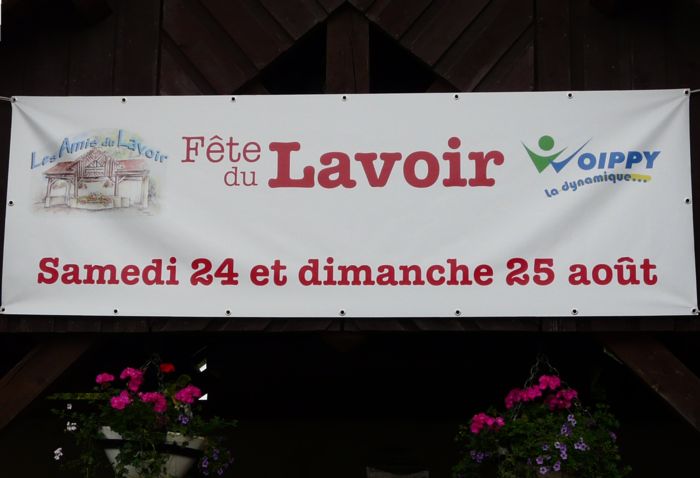 Les Amis du Lavoir
Fête du Lavoir
WOIPPY
La dynamique...
Samedi 24 et dimanche 25 août